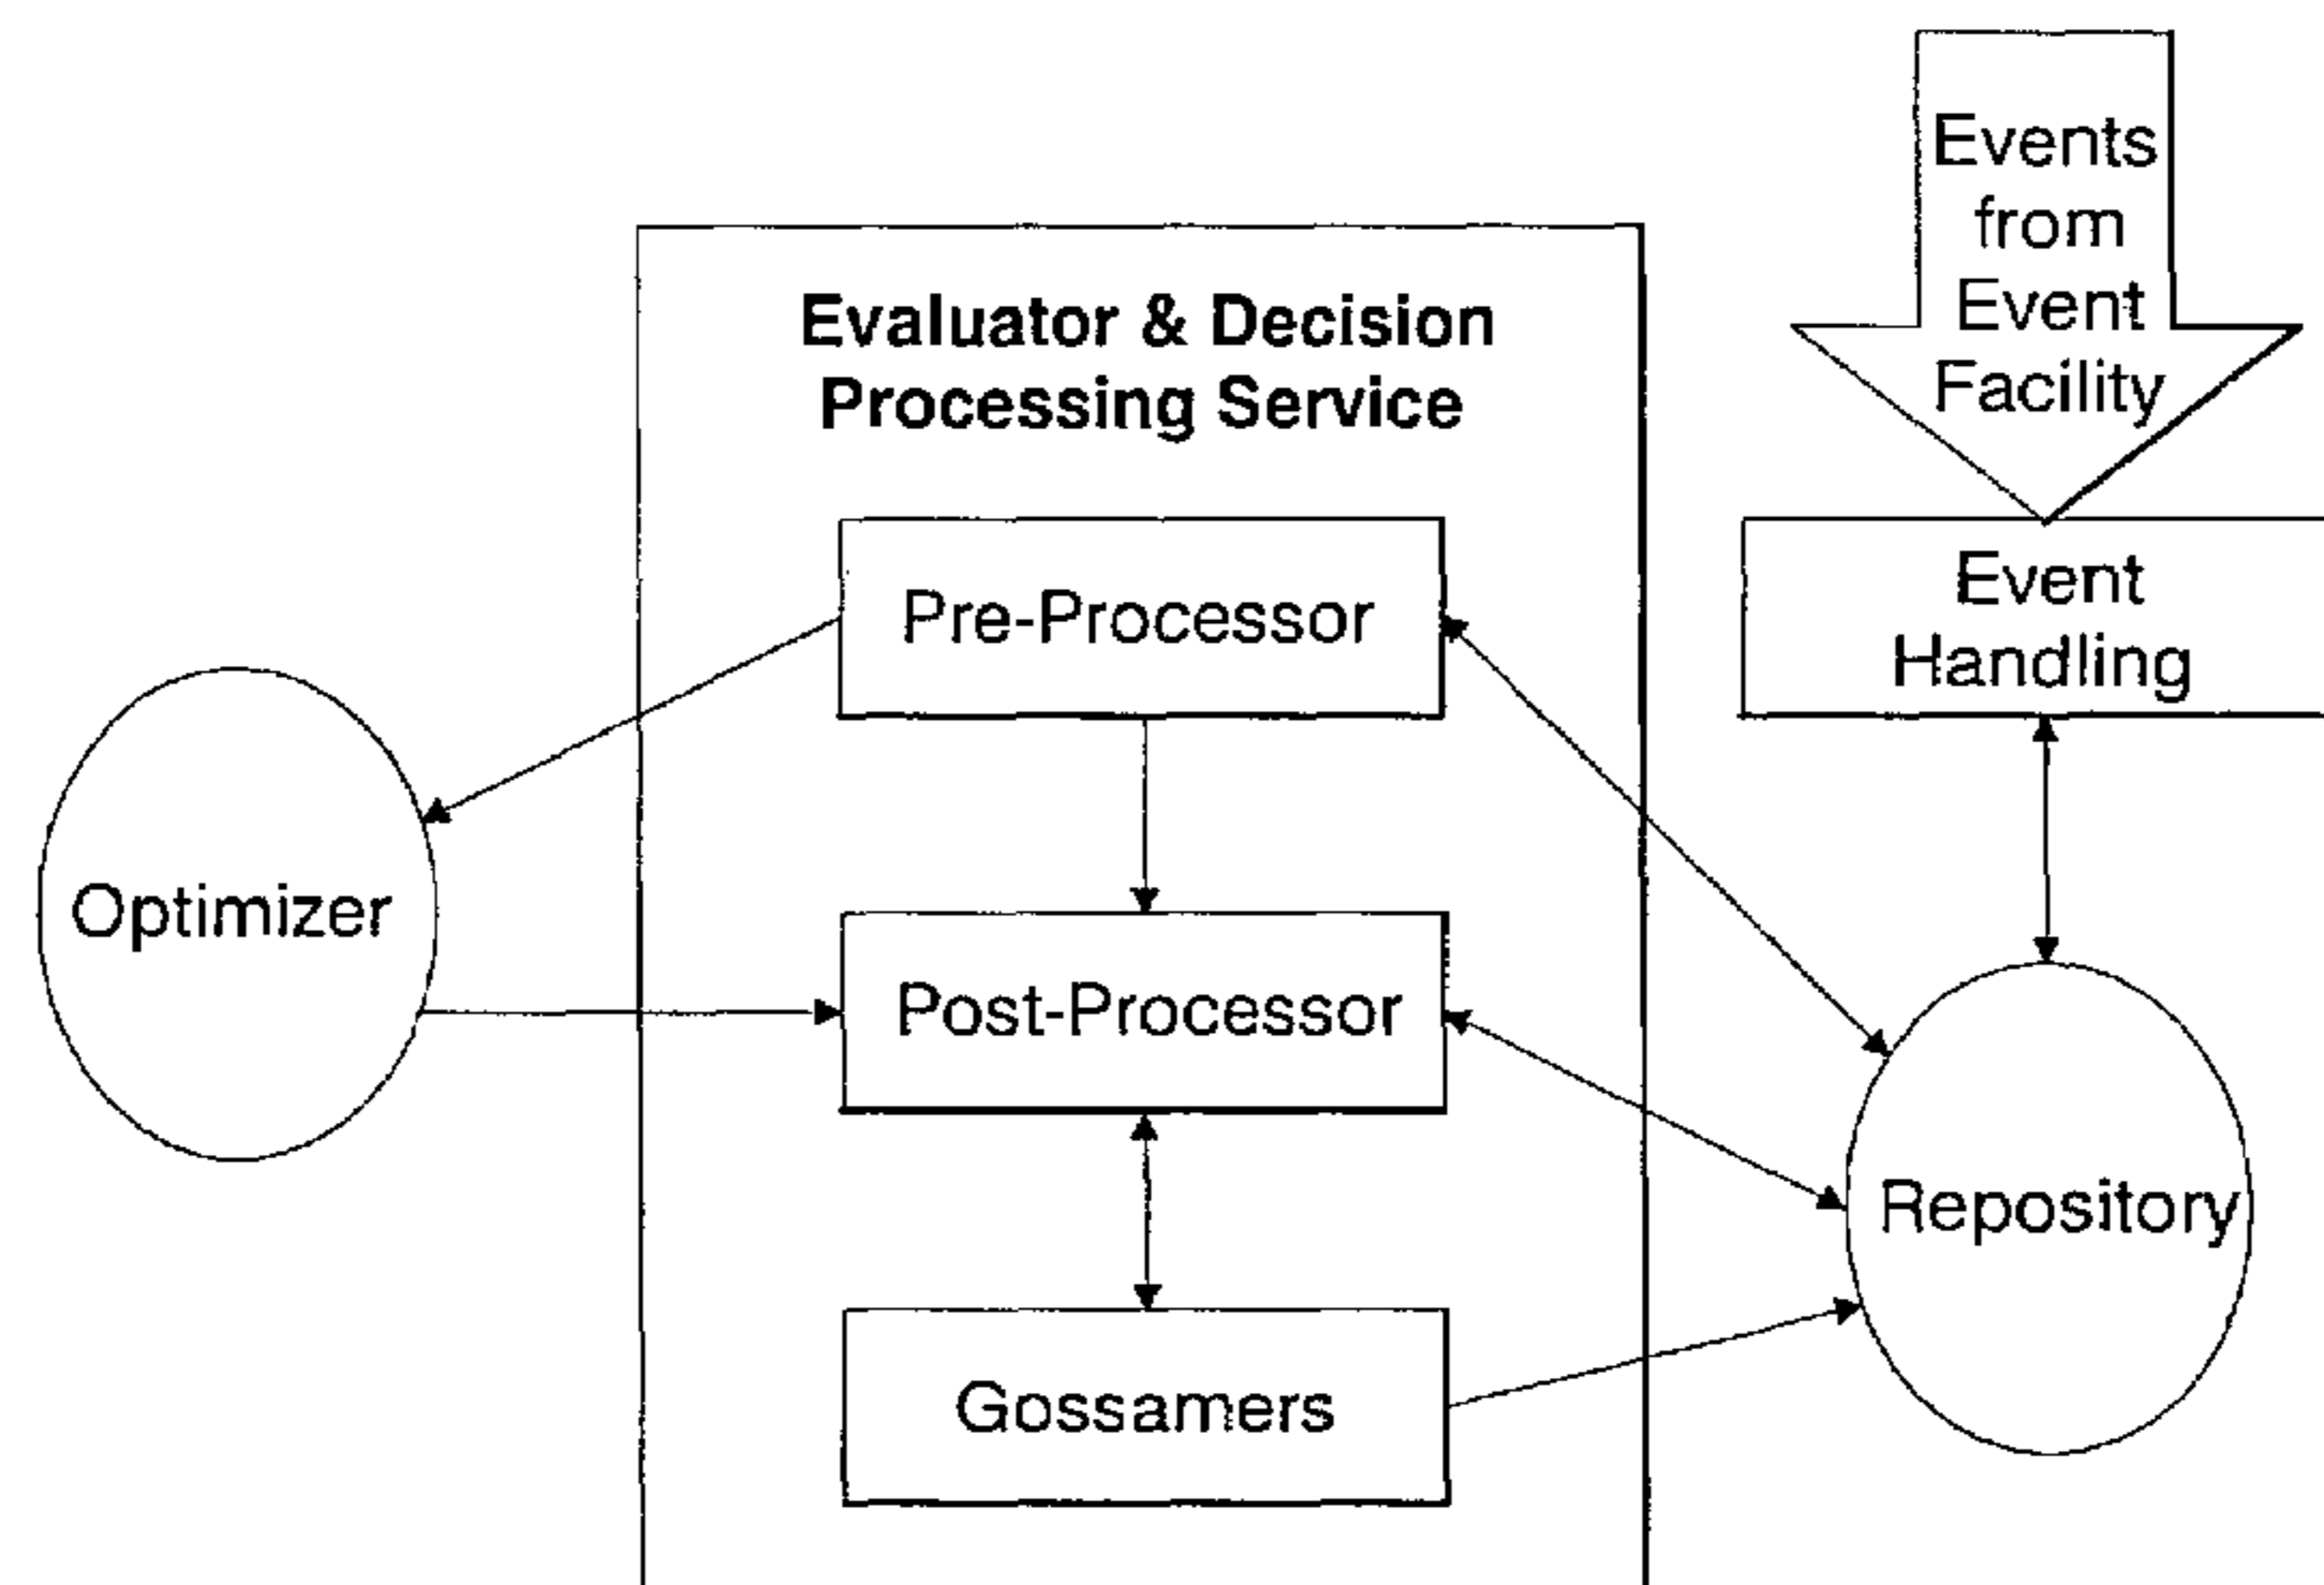 Events
from
Event
Facility
Evaluator & Decision
Processing Service
Pre-Processor
Event
Handling
Optimizer
Post-Processor
Repository
Gossamers